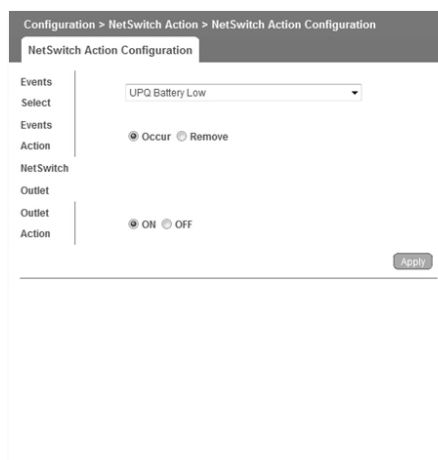 Configuration > NetSwitch Action > NetSwitch Action Configuration
NetSwitch Action Configuration
Events
Select
UPQ Battery Low
Events
Action
Occur Remove
NetSwitch
Outlet
Outlet
Action
ON OFF
Apply